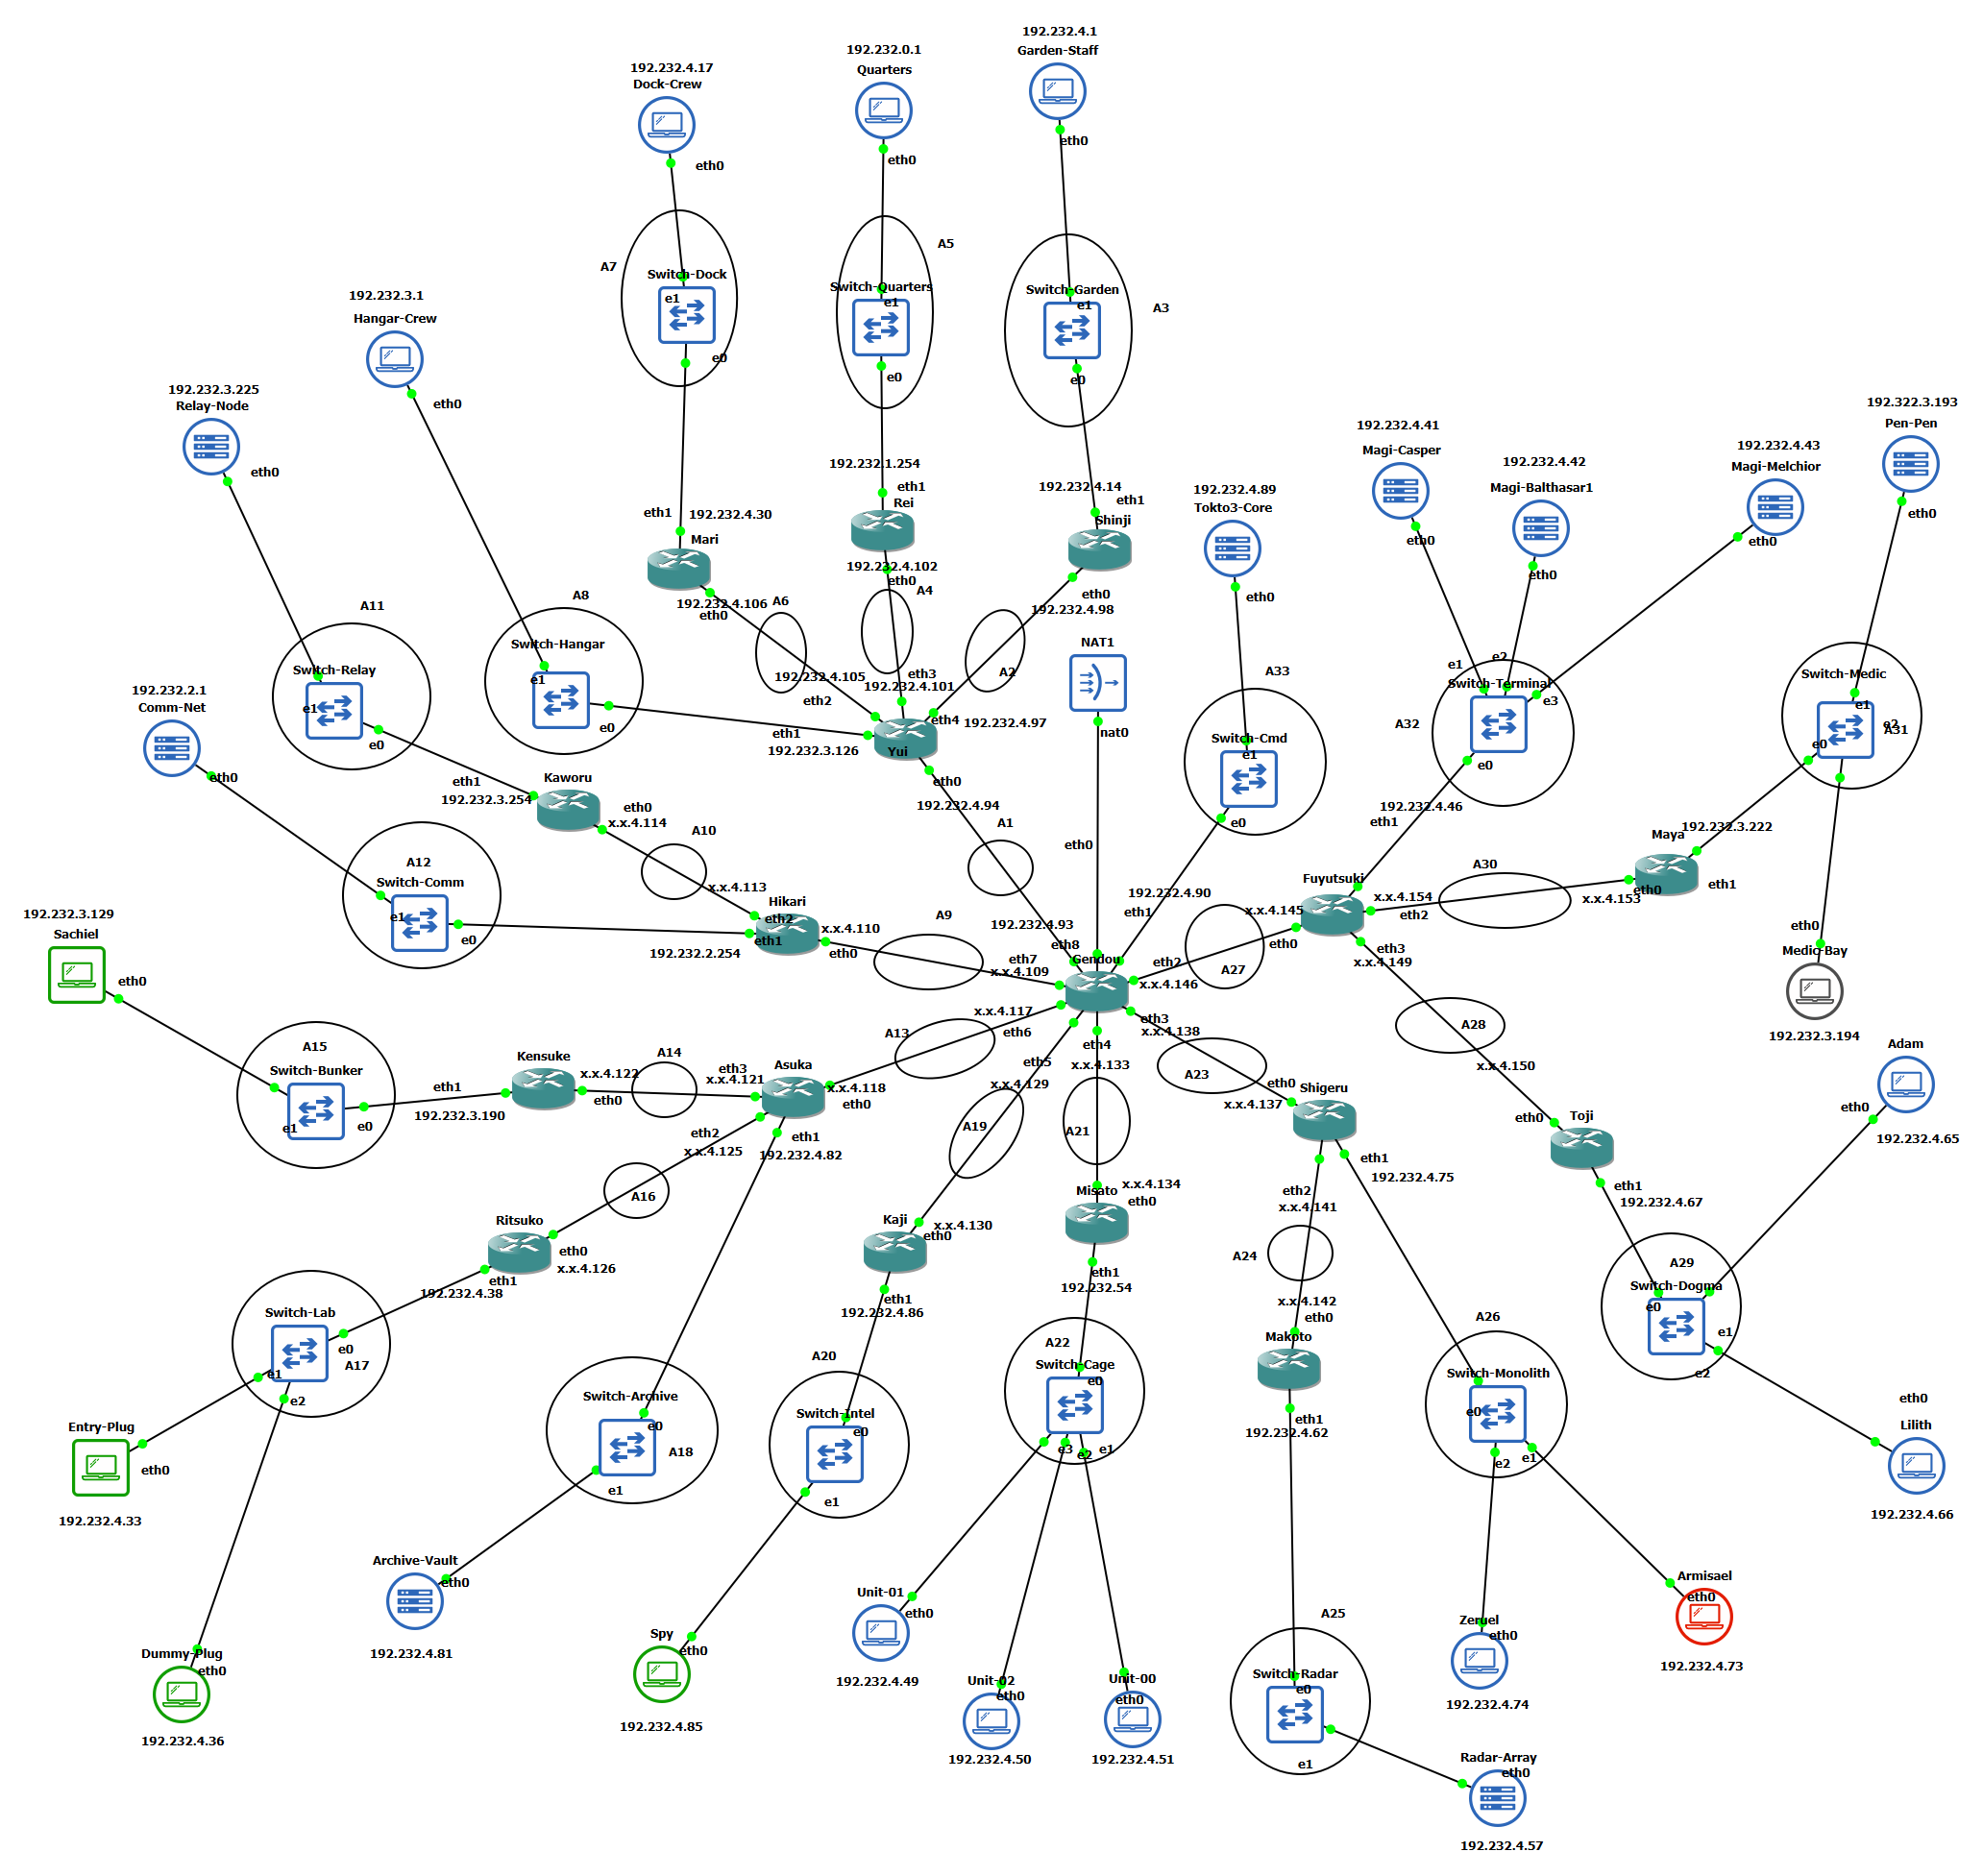 192.232.4.1
Garden-Staff
eth0
192.232.0.1
Quarters
eth0
192.232.4.17
Dock-Crew
eth0
A7
Switch-Dock
e1
e0
A5
Switch-Quarters
e1
e0
Switch-Garden
e1
A3
e0
192.232.3.1
Hangar-Crew
eth0
192.232.3.225
Relay-Node
eth0
192.232.1.254
eth1
Rei
192.232.4.102
eth0
A4
192.232.4.14
eth1
Shinji
eth0
192.232.4.98
eth1
192.232.4.30
Mari
192.232.4.106
eth0
A6
192.232.4.89
Tokto3-Core
eth0
192.232.4.41
Magi-Casper
eth0
192.232.4.42
Magi-Balthasar1
eth0
192.232.4.43
Magi-Melchior
eth0
192.322.3.193
Pen-Pen
eth0
A11
Switch-Relay
e1
e0
A8
Switch-Hangar
e1
e0
192.232.2.1
Comm-Net
eth0
192.232.4.105
eth2
eth3
192.232.4.101
A2
eth4
192.232.4.97
eth1
192.232.3.126
Yui
eth0
192.232.4.94
NAT1
nat0
A33
Switch-Cmd
e1
e0
A32
e1
e2
Switch-Terminal
e3
e0
Switch-Medic
e1
e2
A31
e0
eth1
192.232.3.254
Kaworu
eth0
x.x.4.114
A10
A1
eth0
192.232.4.46
eth1
192.232.3.222
Maya
eth0
eth1
A12
Switch-Comm
e1
e0
x.x.4.113
Hikari
eth2
eth1
192.232.2.254
x.x.4.110
eth0
A9
192.232.4.90
eth1
192.232.4.93
eth8
Gendou
eth7
x.x.4.109
Fuyutsuki
x.x.4.145
eth0
x.x.4.154
eth2
A30
x.x.4.153
eth3
x.x.4.149
eth2
x.x.4.146
A27
192.232.3.129
Sachiel
eth0
eth0
Medic-Bay
192.232.3.194
A15
Switch-Bunker
e1
e0
eth1
192.232.3.190
Kensuke
x.x.4.122
eth0
A14
eth3
x.x.4.121
Asuka
x.x.4.118
eth0
A13
x.x.4.117
eth6
eth5
x.x.4.129
eth4
x.x.4.133
eth3
x.x.4.138
A23
A28
x.x.4.150
eth0
x.x.4.137
Shigeru
eth1
192.232.4.75
eth0
Toji
eth1
192.232.4.67
Adam
eth0
192.232.4.65
eth2
x.x.4.125
eth1
192.232.4.82
A16
A19
A21
Ritsuko
eth0
x.x.4.126
eth1
192.232.4.38
Kaji
x.x.4.130
eth0
eth1
192.232.4.86
Misato
x.x.4.134
eth0
eth1
192.232.54
eth2
x.x.4.141
A24
x.x.4.142
eth0
Makoto
eth1
192.232.4.62
A29
Switch-Dogma
e0
e1
e2
Switch-Lab
e0
A17
e1
e2
A20
Switch-Intel
e0
e1
A22
Switch-Cage
e0
e3
e2
e1
A26
Switch-Monolith
e0
e2
e1
Switch-Archive
e0
A18
e1
Entry-Plug
eth0
192.232.4.33
eth0
Lilith
192.232.4.66
Archive-Vault
eth0
192.232.4.81
Dummy-Plug
eth0
192.232.4.36
Spy
eth0
192.232.4.85
Unit-01
eth0
192.232.4.49
Unit-02
eth0
192.232.4.50
Unit-00
eth0
192.232.4.51
A25
Switch-Radar
e0
e1
Zeruel
eth0
192.232.4.74
Armisael
eth0
192.232.4.73
Radar-Array
eth0
192.232.4.57